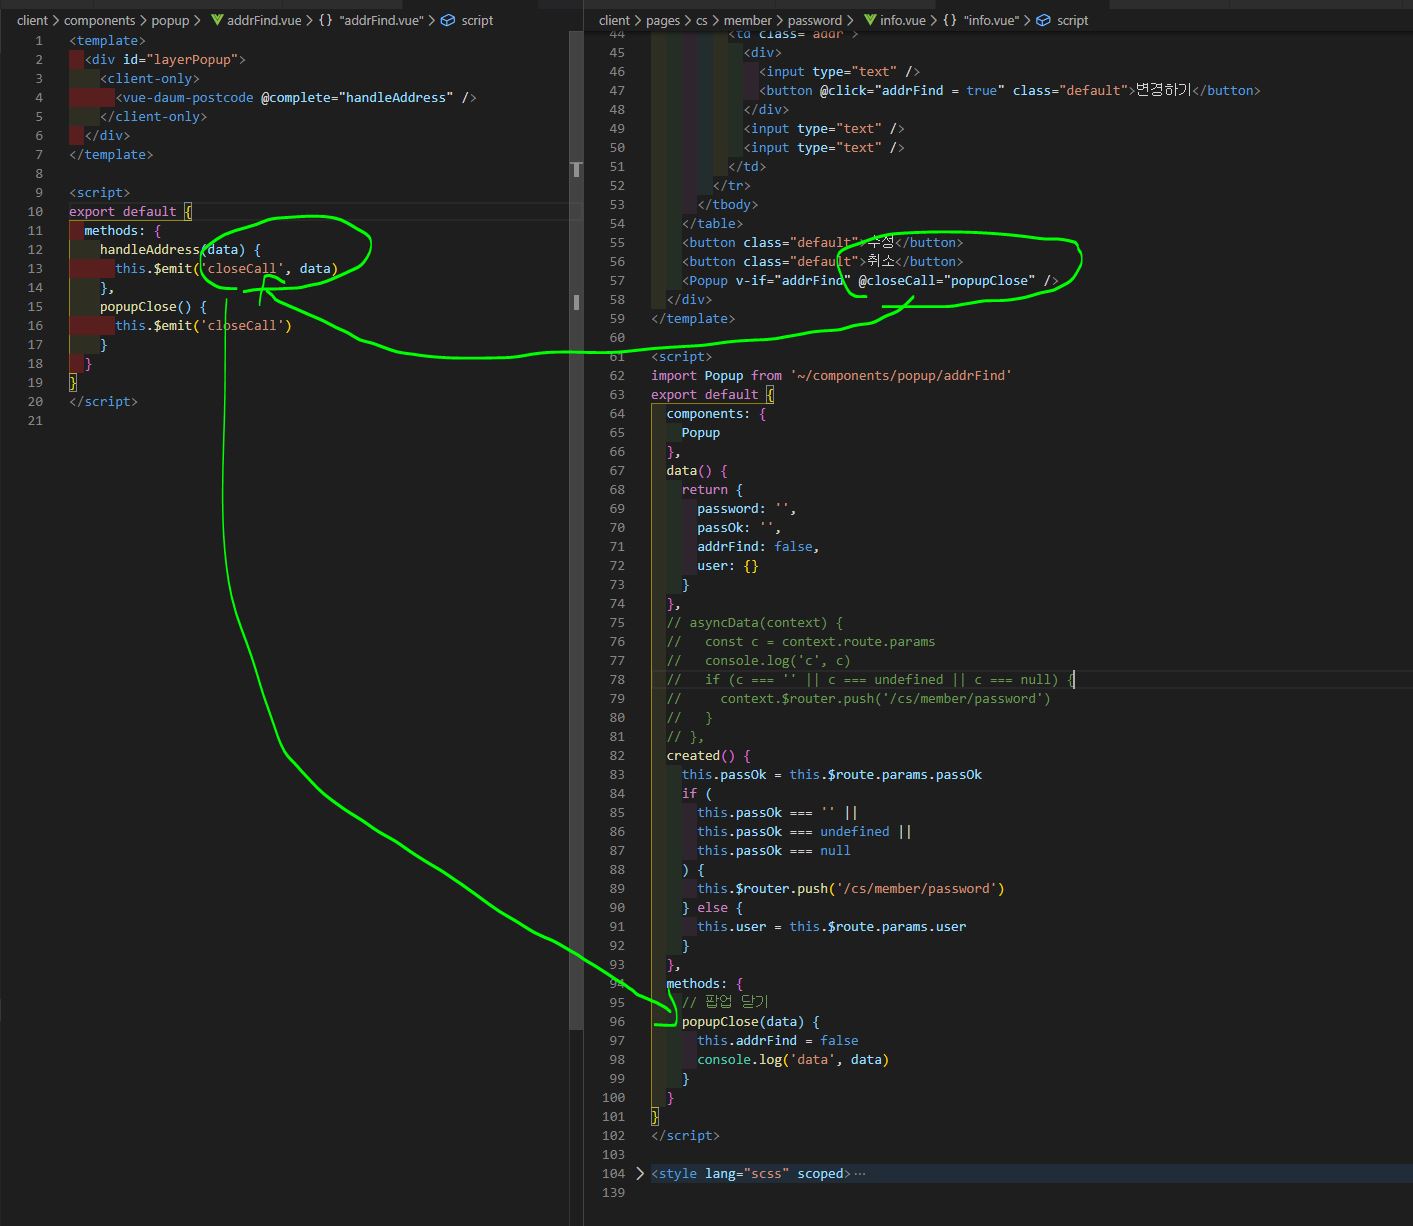 client > components > popup > addrFind.vue > {} "addrFind.vue" > script
1 <template>
2 <div id="layerPopup">
3 <client-only>
4 <vue-daum-postcode @complete="handleAddress" />
5 </client-only>
6 </div>
7 </template>
8
9 <script>
10 export default {
11 methods: {
12 handleAddress(data) {
13 this.$emit('closeCall', data)
14 },
15 popupClose() {
16 this.$emit('closeCall')
17 }
18 }
19 }
20 </script>
21
client > pages > cs > member > password > info.vue > {} "info.vue" > script
44 <td class="addr">
45 <div>
46 <input type="text" />
47 <button @click="addrFind = true" class="default">변경하기</button>
48 </div>
49 <input type="text" />
50 <input type="text" />
51 </td>
52 </tr>
53 </tbody>
54 </table>
55 <button class="default">수정</button>
56 <button class="default">취소</button>
57 <Popup v-if="addrFind" @closeCall="popupClose" />
58 </div>
59 </template>
60
61 <script>
62 import Popup from '~/components/popup/addrFind'
63 export default {
64 components: {
65 Popup
66 },
67 data() {
68 return {
69 password: '',
70 passOk: '',
71 addrFind: false,
72 user: {}
73 }
74 },
75 // asyncData(context) {
76 // const c = context.route.params
77 // console.log('c', c)
78 // if (c === '' || c === undefined || c === null) {
79 // context.$router.push('/cs/member/password')
80 // }
81 // },
82 created() {
83 this.passOk = this.$route.params.passOk
84 if (
85 this.passOk === '' ||
86 this.passOk === undefined ||
87 this.passOk === null
88 ) {
89 this.$router.push('/cs/member/password')
90 } else {
91 this.user = this.$route.params.user
92 }
93 },
94 methods: {
95 // 팝업 닫기
96 popupClose(data) {
97 this.addrFind = false
98 console.log('data', data)
99 }
100 }
101 }
102 </script>
103
104 <style lang="scss" scoped>⋯
139